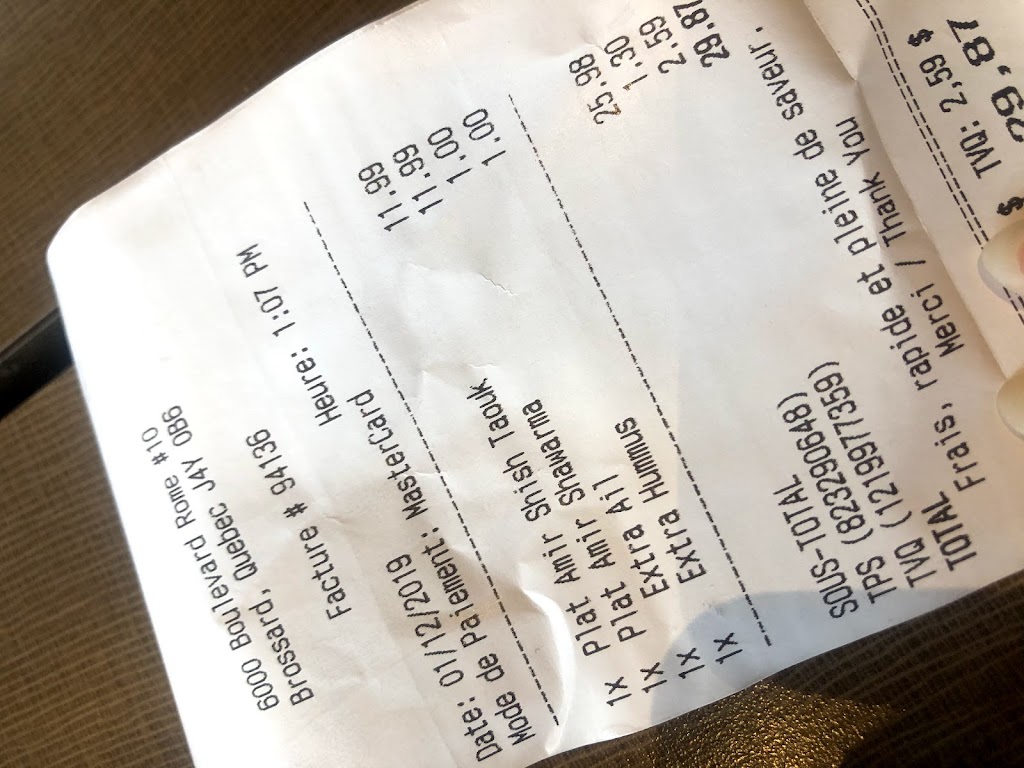 6000 Boulevard Rome #10
Brossard, Quebec J4Y 0B6
Facture # 94136
Date: 01/12/2019 Heure: 1:07 PM
Mode de Paiement: MasterCard
1x Plat Amir Shish Taouk 11.99
1x Plat Amir Shawarma 11.99
1x Extra Ail 1.00
1x Extra Hummus 1.00
SOUS-TOTAL 25.98
TPS (823290648) 1.30
TVQ (1219977359) 2.59
TOTAL 29.87
Frais, rapide et pleine de saveur.
Merci / Thank You
TVQ: 2,59 $
$ 29.87